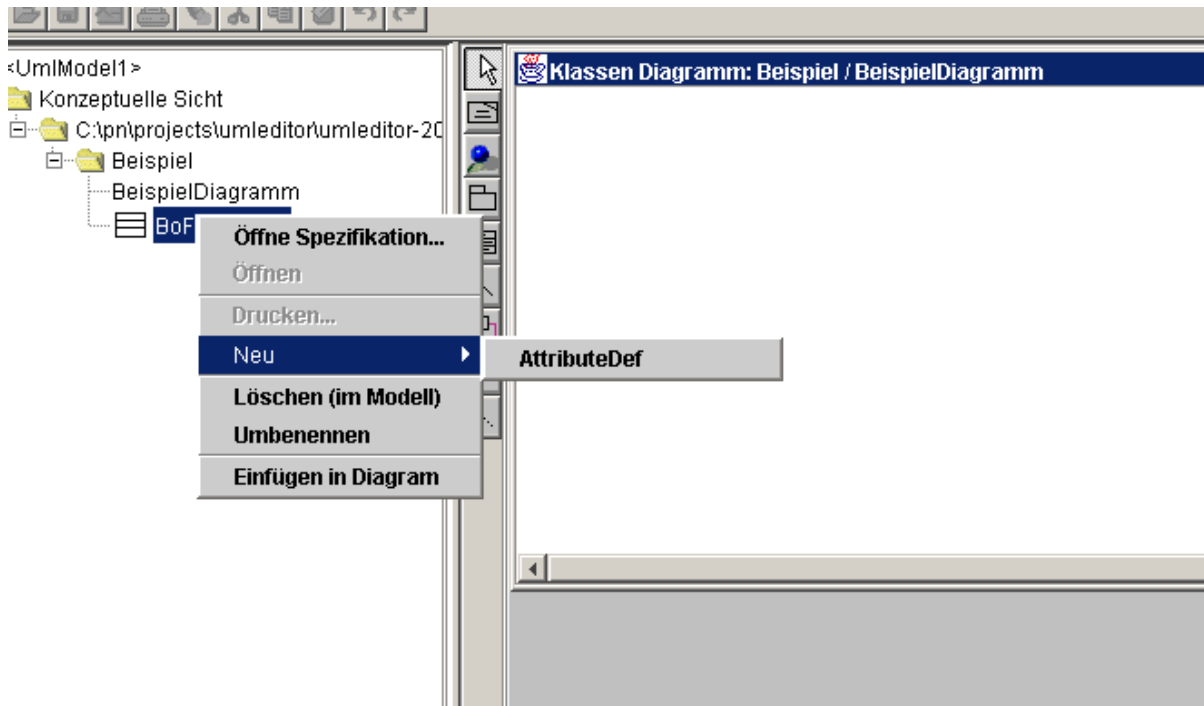 <UmlModel1>
Klassen Diagramm: Beispiel / BeispielDiagramm
Konzeptuelle Sicht
C:\pn\projects\umleditor\umleditor-20
Beispiel
BeispielDiagramm
BoF
Öffne Spezifikation...
Öffnen
Drucken...
Neu
AttributeDef
Löschen (im Modell)
Umbenennen
Einfügen in Diagram